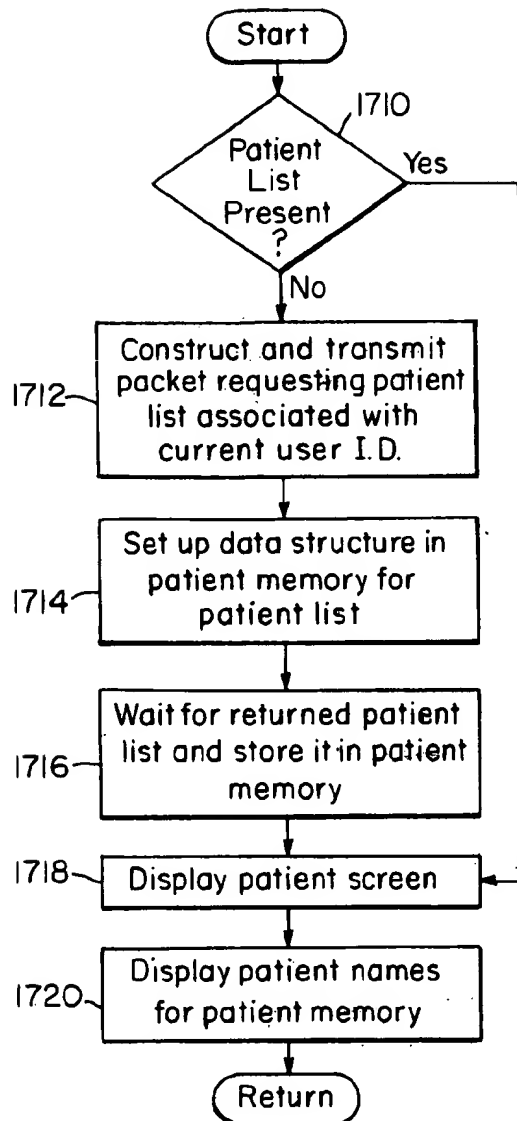 Start
1710
Patient
List
Present
?
Yes
No
1712
Construct and transmit
packet requesting patient
list associated with
current user I.D.
1714
Set up data structure in
patient memory for
patient list
1716
Wait for returned patient
list and store it in patient
memory
1718
Display patient screen
1720
Display patient names
for patient memory
Return